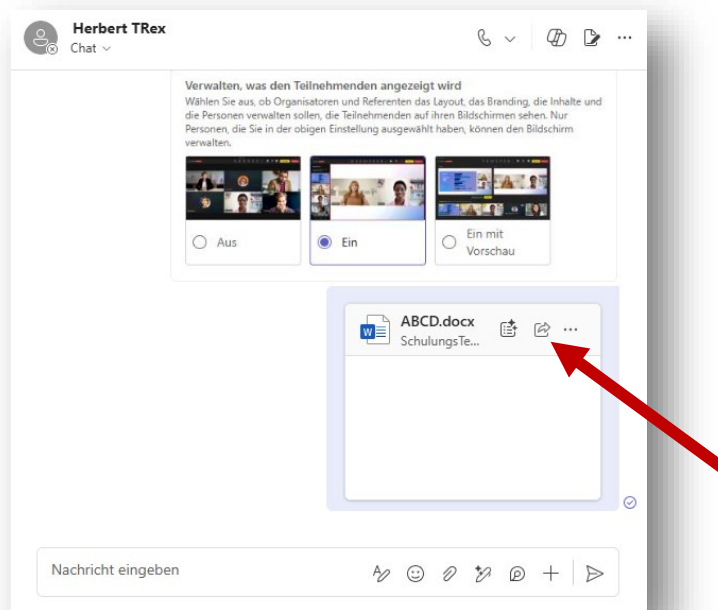 Herbert TRex
Chat
Verwalten, was den Teilnehmenden angezeigt wird
Wählen Sie aus, ob Organisatoren und Referenten das Layout, das Branding, die Inhalte und
die Personen verwalten sollen, die Teilnehmenden auf ihren Bildschirmen sehen. Nur
Personen, die Sie in der obigen Einstellung ausgewählt haben, können den Bildschirm
verwalten.
Aus
Ein
Ein mit
Vorschau
W
ABCD.docx
SchulungsTe...
Nachricht eingeben